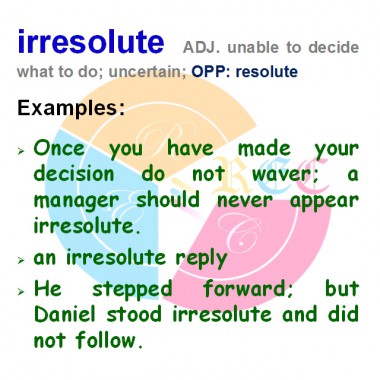 irresolute ADJ. unable to decide
what to do; uncertain; OPP: resolute
Examples:
Once you have made your
decision do not waver; a
manager should never appear
irresolute.
an irresolute reply
He stepped forward; but
Daniel stood irresolute and did
not follow.